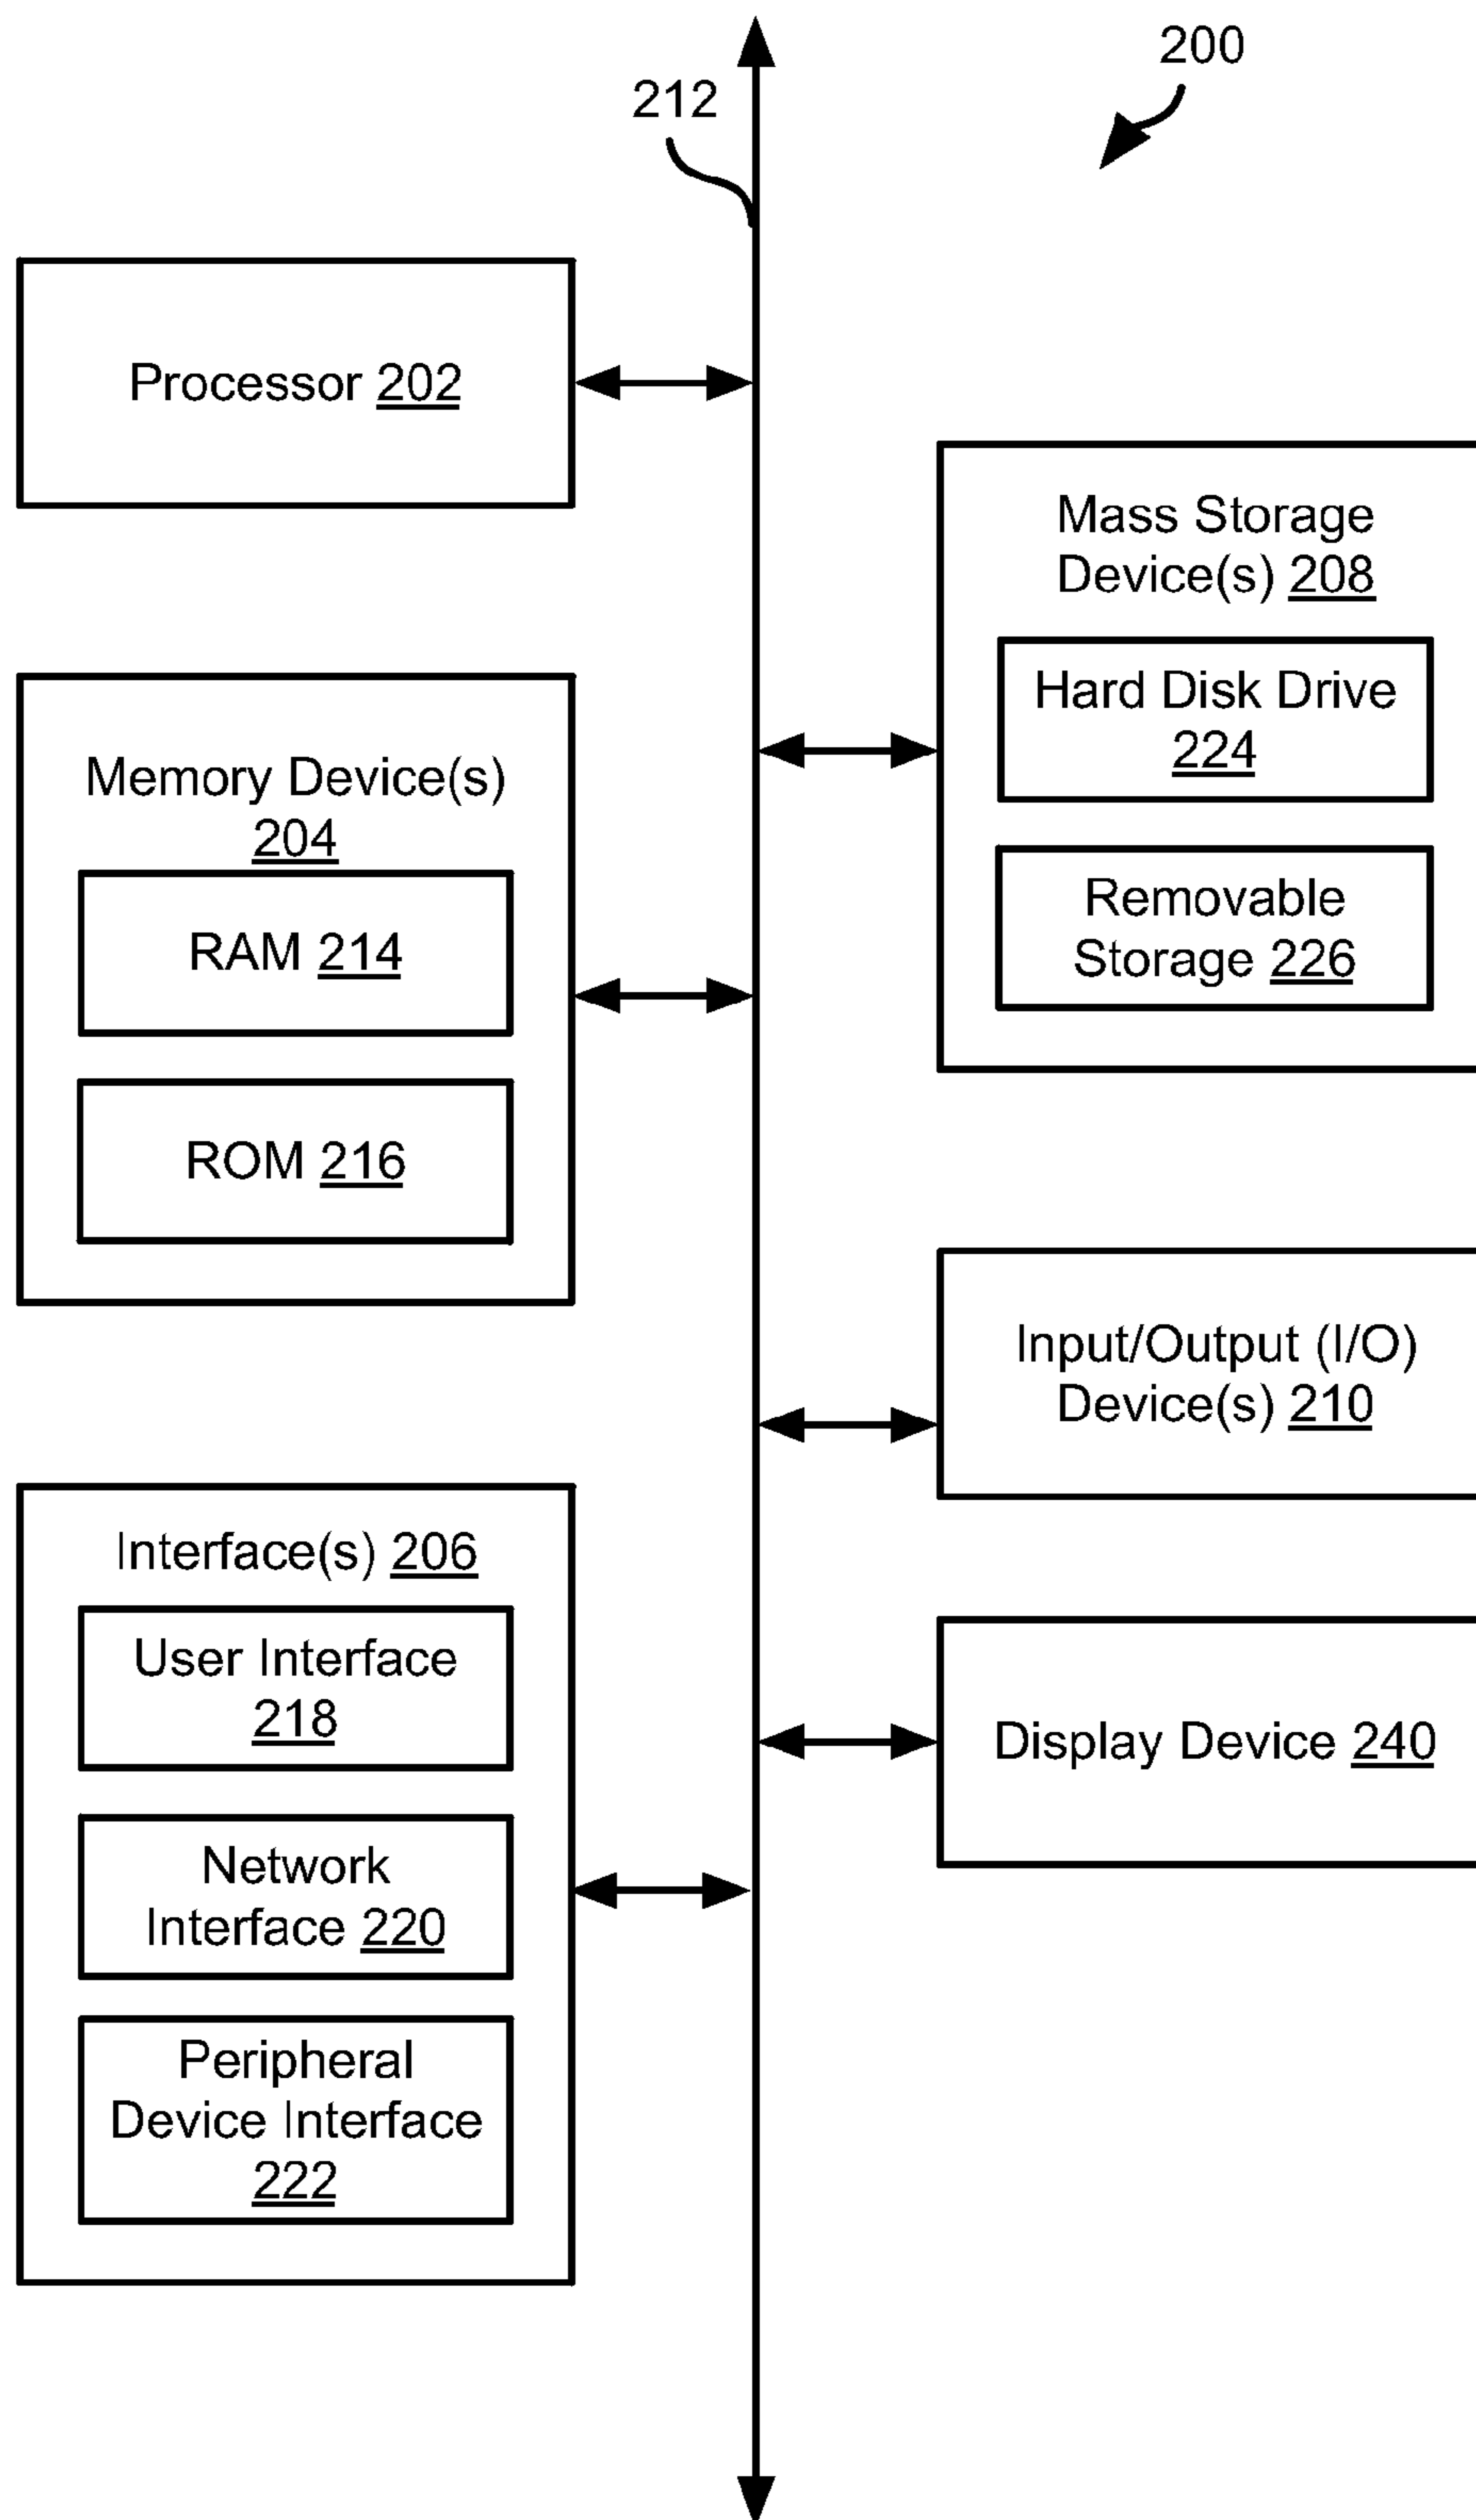 200
212
Processor 202
Mass Storage
Device(s) 208
Hard Disk Drive
224
Removable
Storage 226
Memory Device(s)
204
RAM 214
ROM 216
Input/Output (I/O)
Device(s) 210
Interface(s) 206
User Interface
218
Network
Interface 220
Peripheral
Device Interface
222
Display Device 240